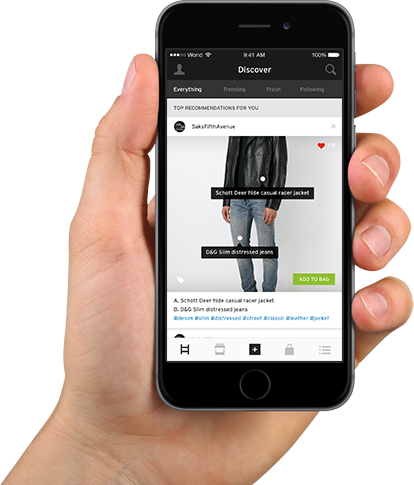 World 9:41 AM 100%
Discover
Everything Trending Fresh Following
TOP RECOMMENDATIONS FOR YOU
SaksFifthAvenue
Schott Deer hide casual racer jacket
D&G Slim distressed jeans
ADD TO BAG
A. Schott Deer hide casual racer jacket
B. D&G Slim distressed jeans
#denim #slim #distressed #street #classic #leather #jacket